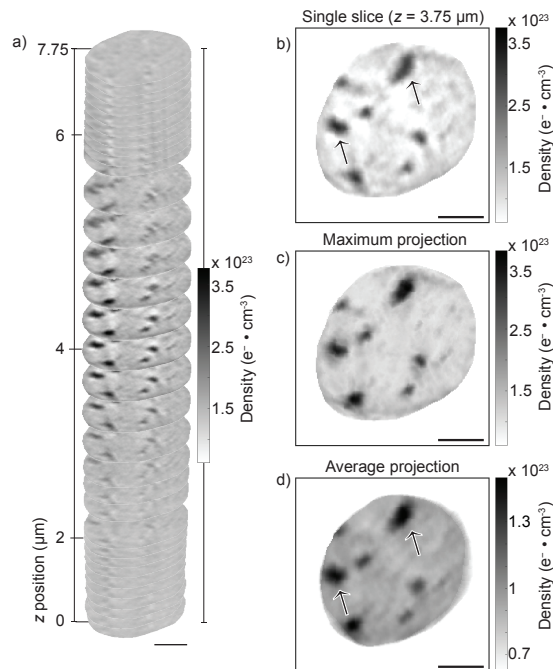 a)
7.75
6
4
2
0
z position (µm)
x 10²³
3.5
2.5
1.5
Density (e⁻ • cm⁻³)
Single slice (z = 3.75 µm)
b)
x 10²³
3.5
2.5
1.5
Density (e⁻ • cm⁻³)
Maximum projection
c)
x 10²³
3.5
2.5
1.5
Density (e⁻ • cm⁻³)
Average projection
d)
x 10²³
1.3
1
0.7
Density (e⁻ • cm⁻³)